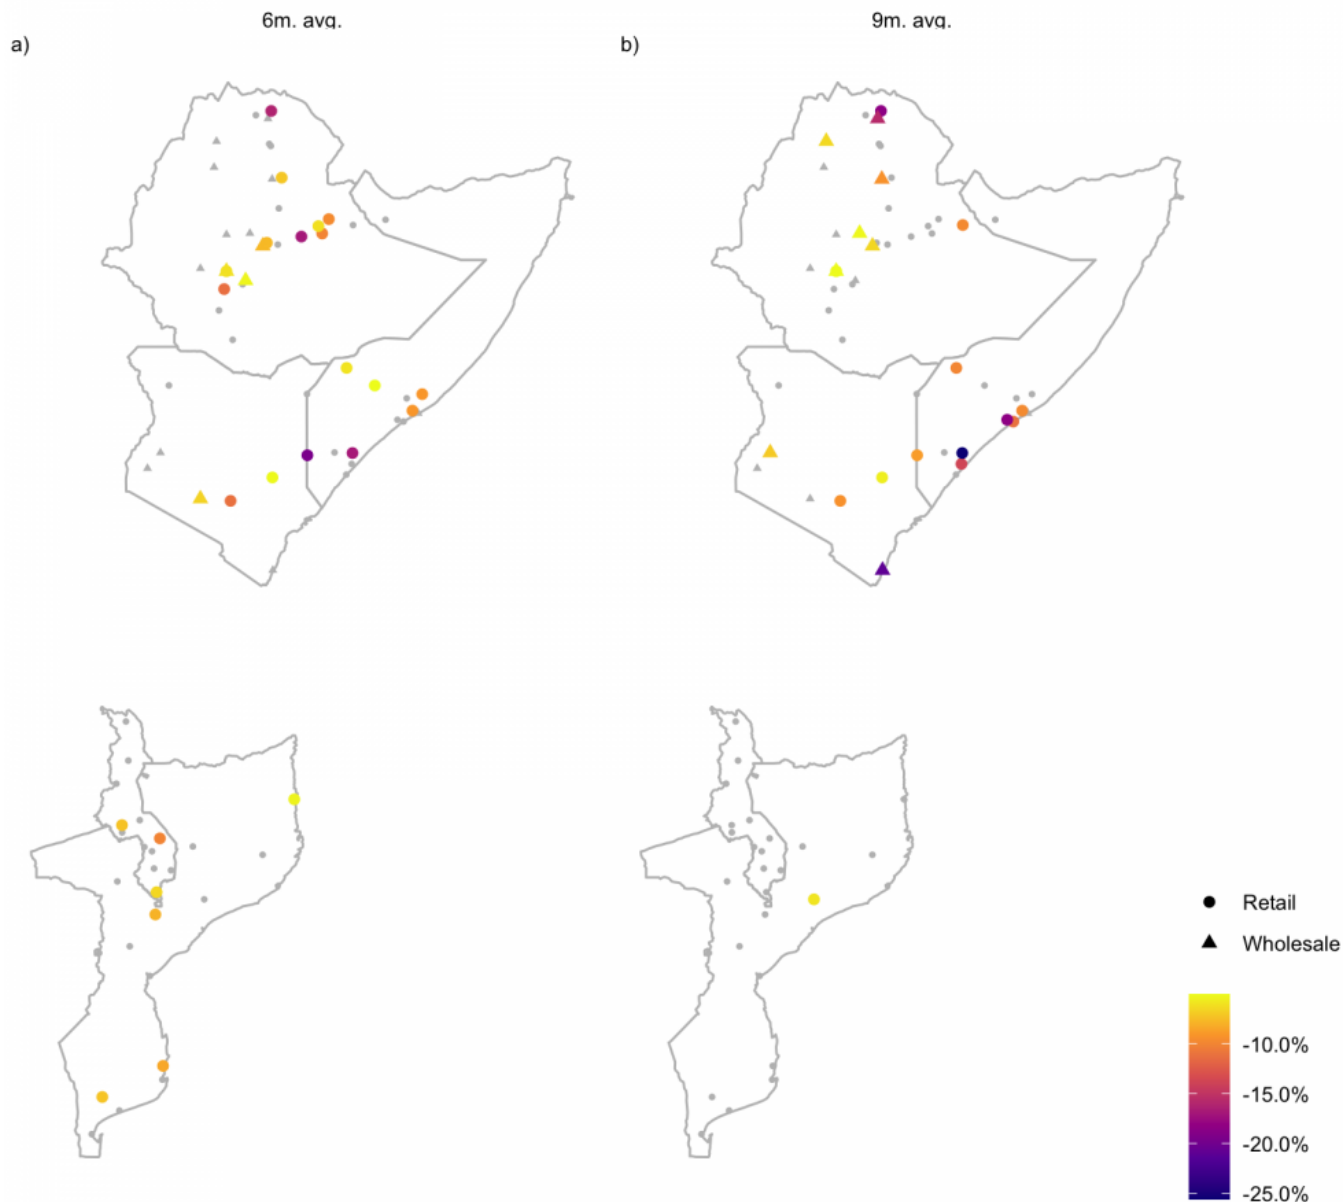 6m. avg.
9m. avg.
a)
b)
Retail
Wholesale
-10.0%
-15.0%
-20.0%
-25.0%